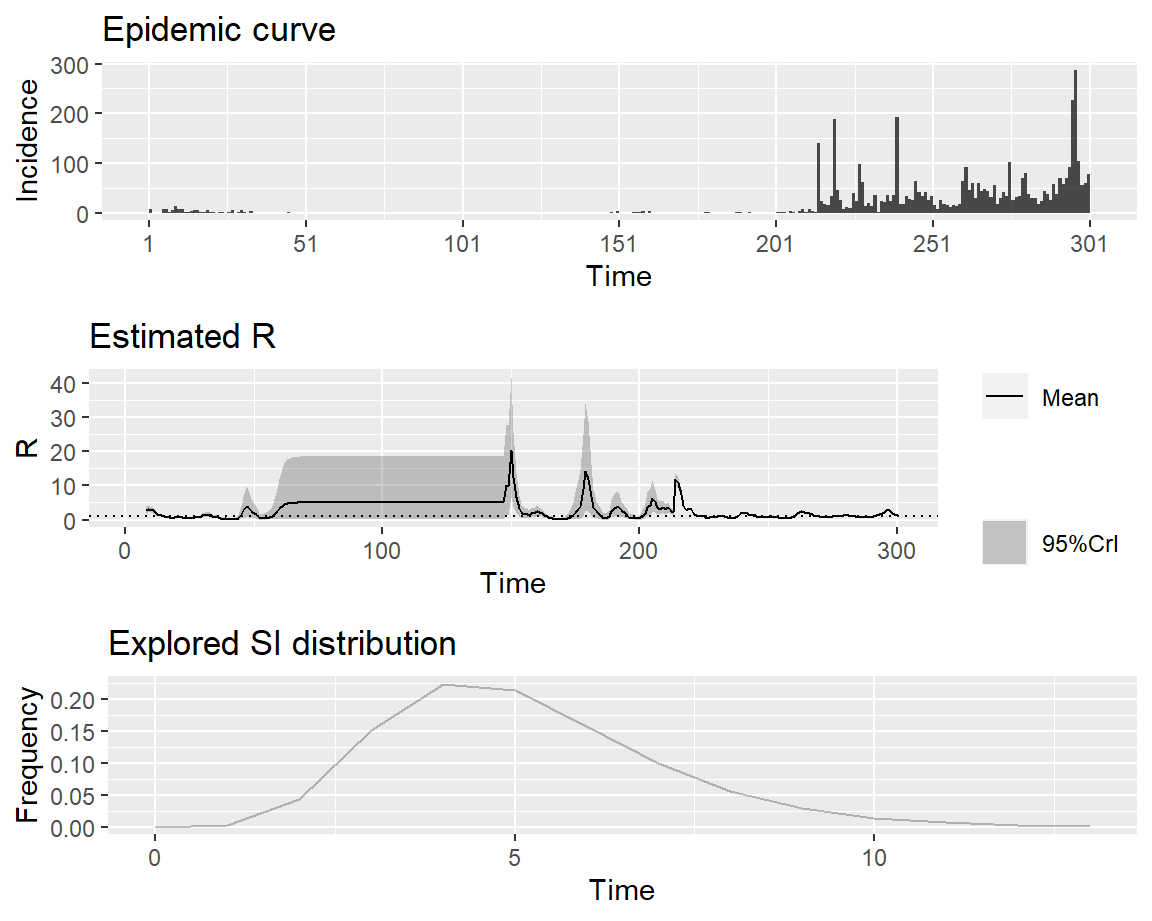 Epidemic curve
300
200
100
0
Incidence
1 51 101 151 201 251 301
Time
Estimated R
40
30
20
10
0
R
0 100 200 300
Time
Mean
95%CrI
Explored SI distribution
0.20
0.15
0.10
0.05
0.00
Frequency
0 5 10
Time